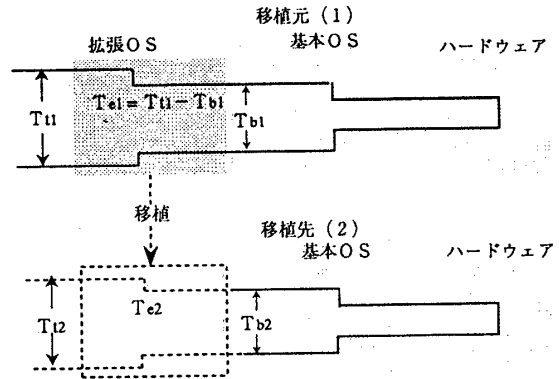 移植元（1）
拡張OS
基本OS
ハードウェア
Tt1
Te1=Tt1−Tb1
Tb1
移植
移植先（2）
基本OS
ハードウェア
Tt2
Te2
Tb2